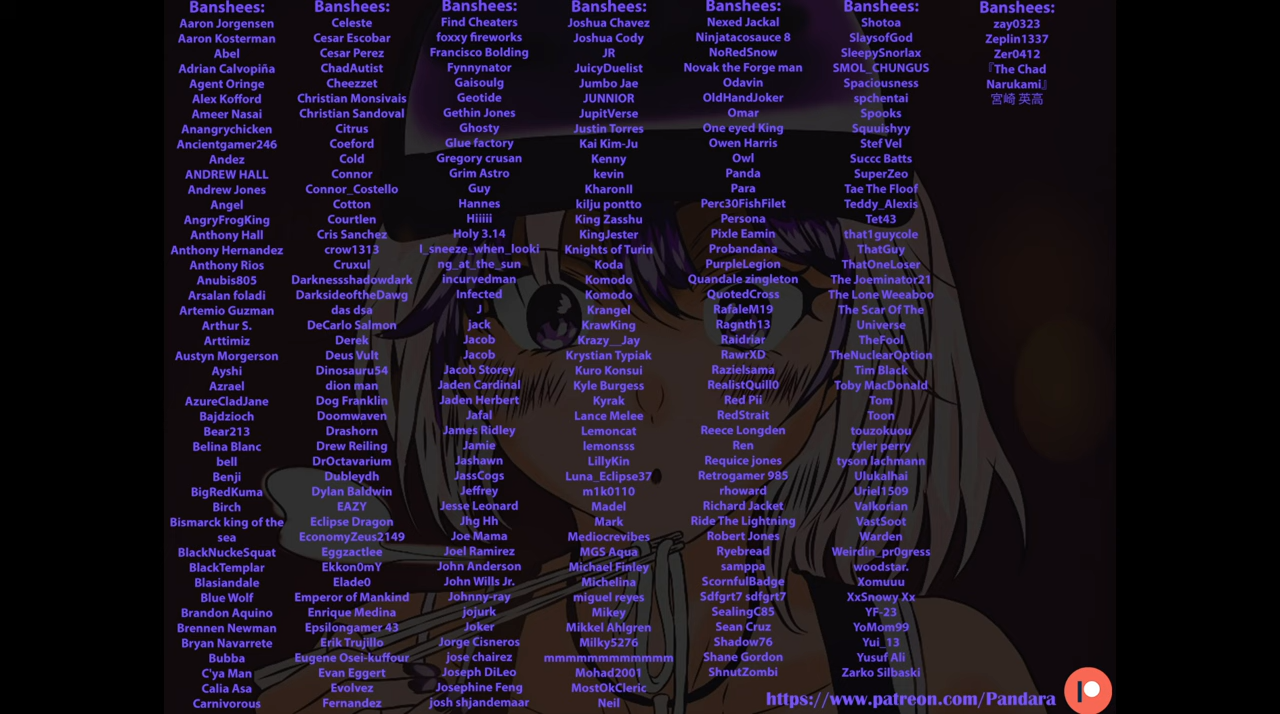 Banshees:
Aaron Jorgensen
Aaron Kosterman
Abel
Adrian Calvopiña
Agent Oringe
Alex Kofford
Ameer Nasai
Anangrychicken
Ancientgamer246
Andez
ANDREW HALL
Andrew Jones
Angel
AngryFrogKing
Anthony Hall
Anthony Hernandez
Anthony Rios
Anubis805
Arsalan foladi
Artemio Guzman
Arthur S.
Arttimiz
Austyn Morgerson
Ayshi
Azrael
AzureCladJane
Bajdzioch
Bear213
Belina Blanc
bell
Benji
BigRedKuma
Birch
Bismarck king of the
sea
BlackNuckeSquat
BlackTemplar
Blasiandale
Blue Wolf
Brandon Aquino
Brennen Newman
Bryan Navarrete
Bubba
C'ya Man
Calia Asa
Carnivorous
Banshees:
Celeste
Cesar Escobar
Cesar Perez
ChadAutist
Cheezzet
Christian Monsivais
Christian Sandoval
Citrus
Coeford
Cold
Connor
Connor_Costello
Cotton
Courtlen
Cris Sanchez
crow1313
Cruxul
Darknessshadowdark
DarksideoftheDawg
das dsa
DeCarlo Salmon
Derek
Deus Vult
Dinosauru54
dion man
Dog Franklin
Doomwaven
Drashorn
Drew Reiling
DrOctavarium
Dubleydh
Dylan Baldwin
EAZY
Eclipse Dragon
EconomyZeus2149
Eggzactlee
Ekkon0mY
Elade0
Emperor of Mankind
Enrique Medina
Epsilongamer 43
Erik Trujillo
Eugene Osei-kuffour
Evan Eggert
Evolvez
Fernandez
Banshees:
Find Cheaters
foxxy fireworks
Francisco Bolding
Fynnynator
Gaisoulg
Geotide
Gethin Jones
Ghosty
Glue factory
Gregory crusan
Grim Astro
Guy
Hannes
Hiiiii
Holy 3.14
I_sneeze_when_looki
ng_at_the_sun
incurvedman
Infected
J
jack
Jacob
Jacob
Jacob Storey
Jaden Cardinal
Jaden Herbert
Jafal
James Ridley
Jamie
Jashawn
JassCogs
Jeffrey
Jesse Leonard
Jhg Hh
Joe Mama
Joel Ramirez
John Anderson
John Wills Jr.
Johnny-ray
jojurk
Joker
Jorge Cisneros
jose chairez
Joseph DiLeo
Josephine Feng
josh shjandemaar
Banshees:
Joshua Chavez
Joshua Cody
JR
JuicyDuelist
Jumbo Jae
JUNNIOR
JupitVerse
Justin Torres
Kai Kim-Ju
Kenny
kevin
KharonII
kilju pontto
King Zasshu
KingJester
Knights of Turin
Koda
Komodo
Komodo
Krangel
KrawKing
Krazy__Jay
Krystian Typiak
Kuro Konsui
Kyle Burgess
Kyrak
Lance Melee
Lemoncat
lemonsss
LillyKin
Luna_Eclipse37
m1k0110
Madel
Mark
Mediocrevibes
MGS Aqua
Michael Finley
Michelina
miguel reyes
Mikey
Mikkel Ahlgren
Milky5276
mmmmmmmmmmmm
Mohad2001
MostOkCleric
Neil
Banshees:
Nexed Jackal
Ninjatacosauce 8
NoRedSnow
Novak the Forge man
Odavin
OldHandJoker
Omar
One eyed King
Owen Harris
Owl
Panda
Para
Perc30FishFilet
Persona
Pixle Eamin
Probandana
PurpleLegion
Quandale zingleton
QuotedCross
RafaleM19
Ragnth13
Raidriar
RawrXD
Razielsama
RealistQuill0
Red Pii
RedStrait
Reece Longden
Ren
Requice jones
Retrogamer 985
rhoward
Richard Jacket
Ride The Lightning
Robert Jones
Ryebread
samppa
ScornfulBadge
Sdfgrt7 sdfgrt7
SealingC85
Sean Cruz
Shadow76
Shane Gordon
ShnutZombi
Banshees:
Shotoa
SlaysofGod
SleepySnorlax
SMOL_CHUNGUS
Spaciousness
spchentai
Spooks
Squuishyy
Stef Vel
Succc Batts
SuperZeo
Tae The Floof
Teddy_Alexis
Tet43
that1guycole
ThatGuy
ThatOneLoser
The Joeminator21
The Lone Weeaboo
The Scar Of The
Universe
TheFool
TheNuclearOption
Tim Black
Toby MacDonald
Tom
Toon
touzokuou
tyler perry
tyson lachmann
Ulukalhai
Uriel1509
Valkorian
VastSoot
Warden
Weirdin_pr0gress
woodstar.
Xomuuu
XxSnowy Xx
YF-23
YoMom99
Yui_13
Yusuf Ali
Zarko Silbaski
Banshees:
zay0323
Zeplin1337
Zer0412
『The Chad
Narukami』
宮崎 英高
https://www.patreon.com/Pandara